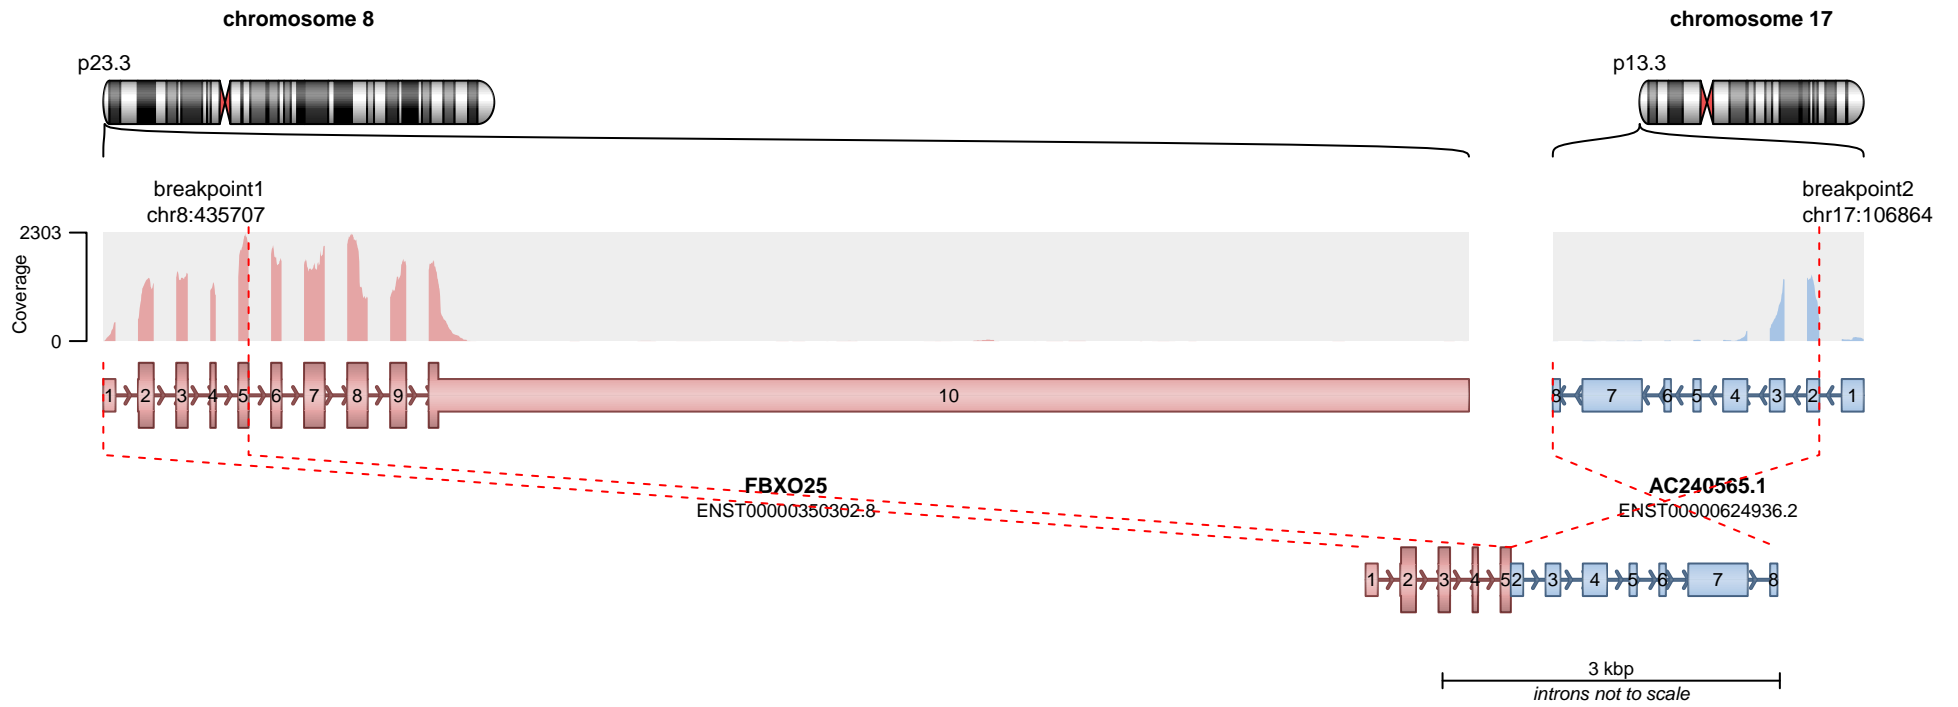 chromosome 8
chromosome 17
p23.3
p13.3
breakpoint1
chr8:435707
breakpoint2
chr17:106864
2303
Coverage
0
1 2 3 4 5 6 7 8 9 10
8 7 6 5 4 3 2 1
FBXO25
ENST00000350302.8
AC240565.1
ENST00000624936.2
1 2 3 4 5 2 3 4 5 6 7 8
3 kbp
introns not to scale